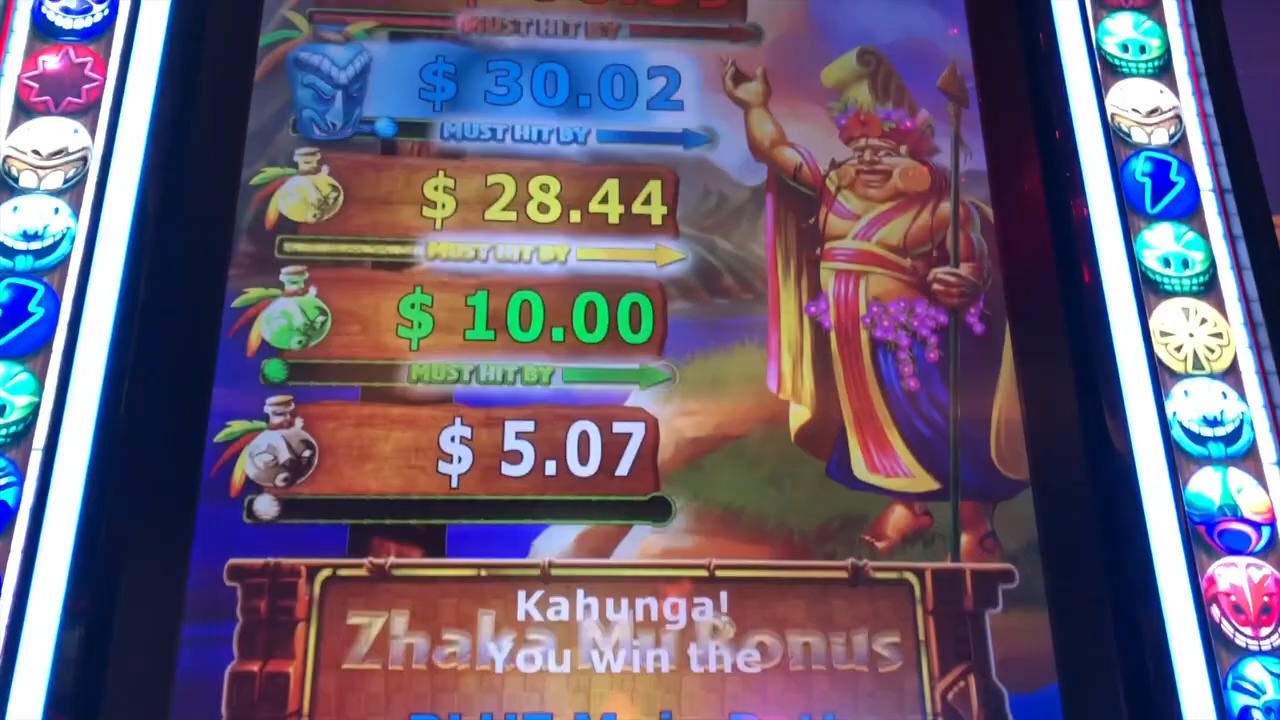 MUST HIT BY
$ 30.02
MUST HIT BY
$ 28.44
MUST HIT BY
$ 10.00
MUST HIT BY
$ 5.07
Kahunga!
Zhaka Mu Bonus
You win the
BLUE